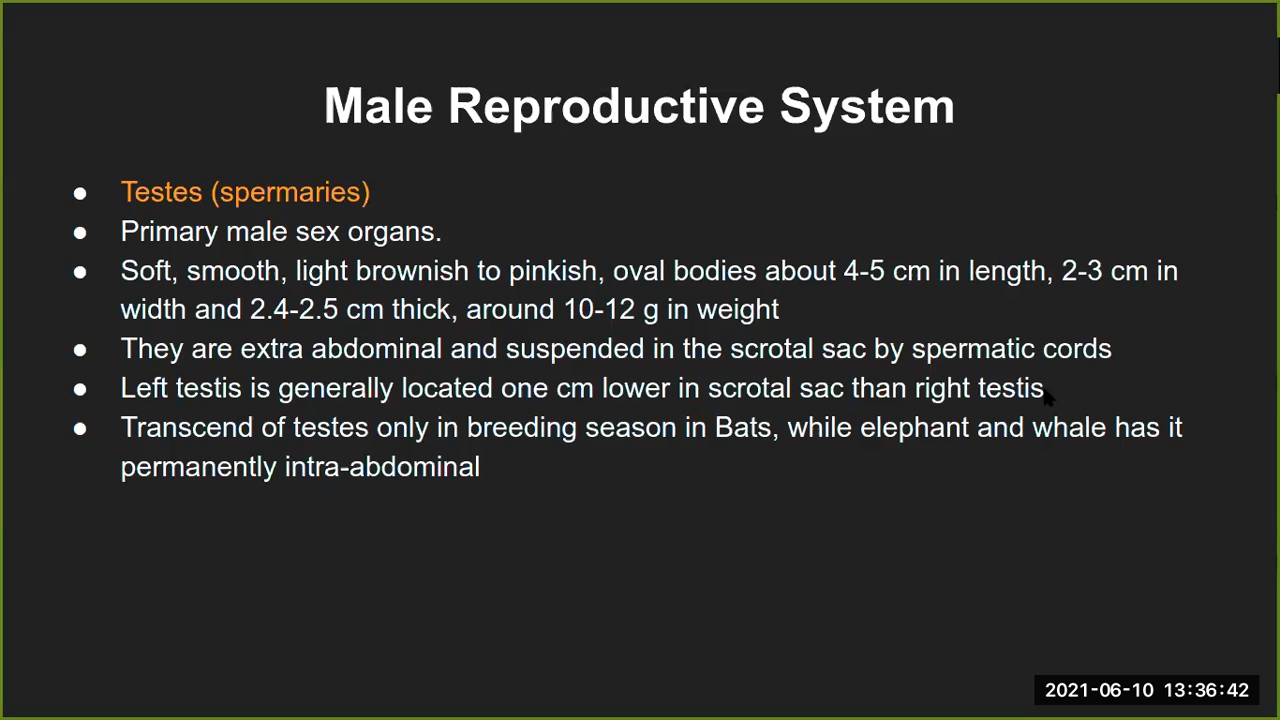 Male Reproductive System
● Testes (spermaries)
● Primary male sex organs.
● Soft, smooth, light brownish to pinkish, oval bodies about 4-5 cm in length, 2-3 cm in
width and 2.4-2.5 cm thick, around 10-12 g in weight
● They are extra abdominal and suspended in the scrotal sac by spermatic cords
● Left testis is generally located one cm lower in scrotal sac than right testis
● Transcend of testes only in breeding season in Bats, while elephant and whale has it
permanently intra-abdominal
2021-06-10 13:36:42